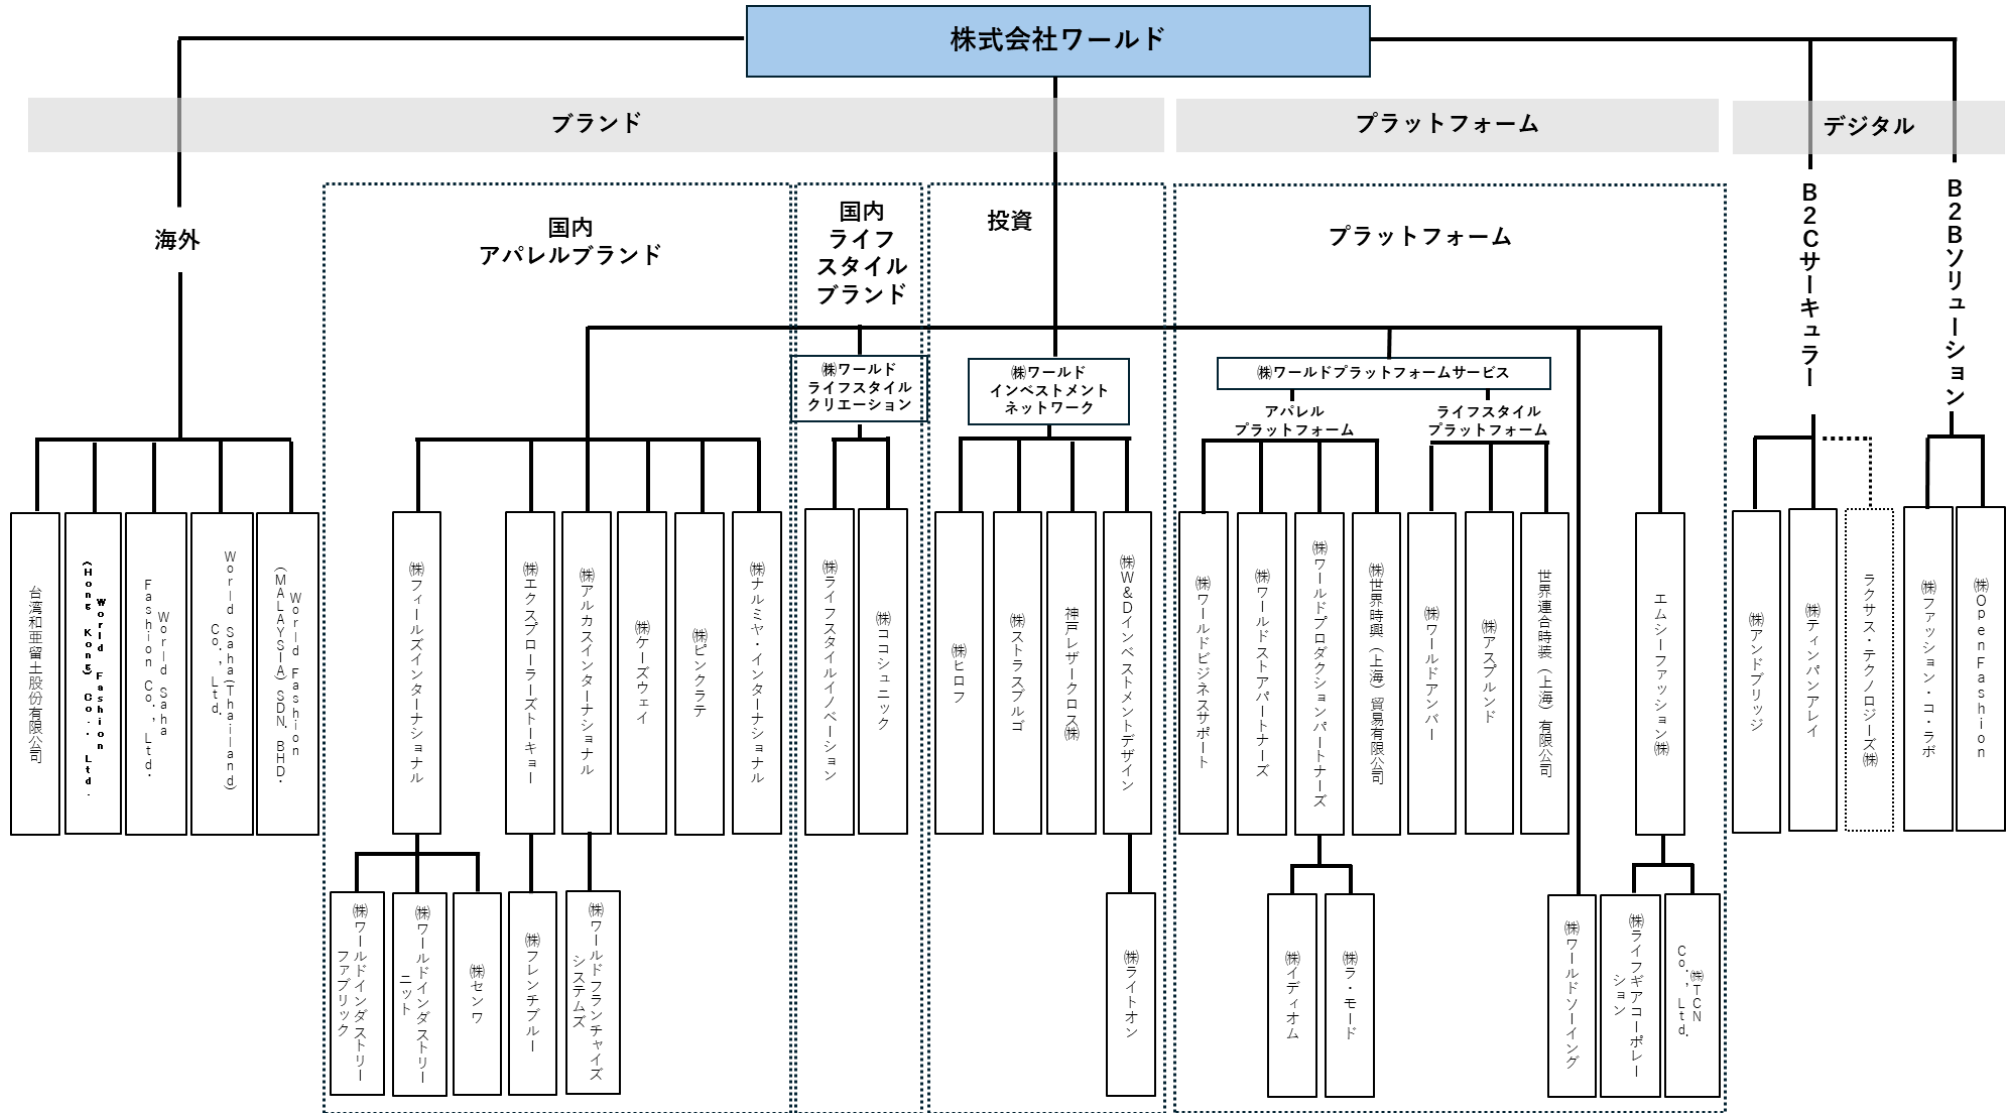 株式会社ワールド
ブランド
プラットフォーム
デジタル
海外
国内
アパレルブランド
国内
ライフ
スタイル
ブランド
投資
プラットフォーム
B2Cサーキュラー
B2Bソリューション
㈱ワールド
ライフスタイル
クリエーション
㈱ワールド
インベストメント
ネットワーク
㈱ワールドプラットフォームサービス
アパレル
プラットフォーム
ライフスタイル
プラットフォーム
台湾和亜留土股份有限公司
World Fashion
(Hong Kong) Co., Ltd.
World Saha
Fashion Co., Ltd.
World Saha(Thailand)
Co., Ltd.
World Fashion
(MALAYSIA) SDN. BHD.
㈱フィールズインターナショナル
㈱エクスプローラーズトーキョー
㈱アルカスインターナショナル
㈱ケーズウェイ
㈱ピンクラテ
㈱ナルミヤ・インターナショナル
㈱ライフスタイルイノベーション
㈱ココシュニック
㈱ヒロフ
㈱ストラスブルゴ
神戸レザークロス㈱
㈱W&Dインベストメントデザイン
㈱ワールドビジネスサポート
㈱ワールドストアパートナーズ
㈱ワールドプロダクションパートナーズ
㈱世界時興（上海）貿易有限公司
㈱ワールドアンバー
㈱アスプルンド
世界連合時装（上海）有限公司
エムシーファッション㈱
㈱アンドブリッジ
㈱ティンパンアレイ
ラクサス・テクノロジーズ㈱
㈱ファッション・コ・ラボ
㈱OpenFashion
㈱ワールドインダストリー
ファブリック
㈱ワールドインダストリー
ニット
㈱センワ
㈱フレンチブルー
㈱ワールドフランチャイズ
システムズ
㈱ライトオン
㈱イディオム
㈱ラ・モード
㈱ワールドソーイング
㈱ライフギアコーポレー
ション
㈱TCN
Co., Ltd.